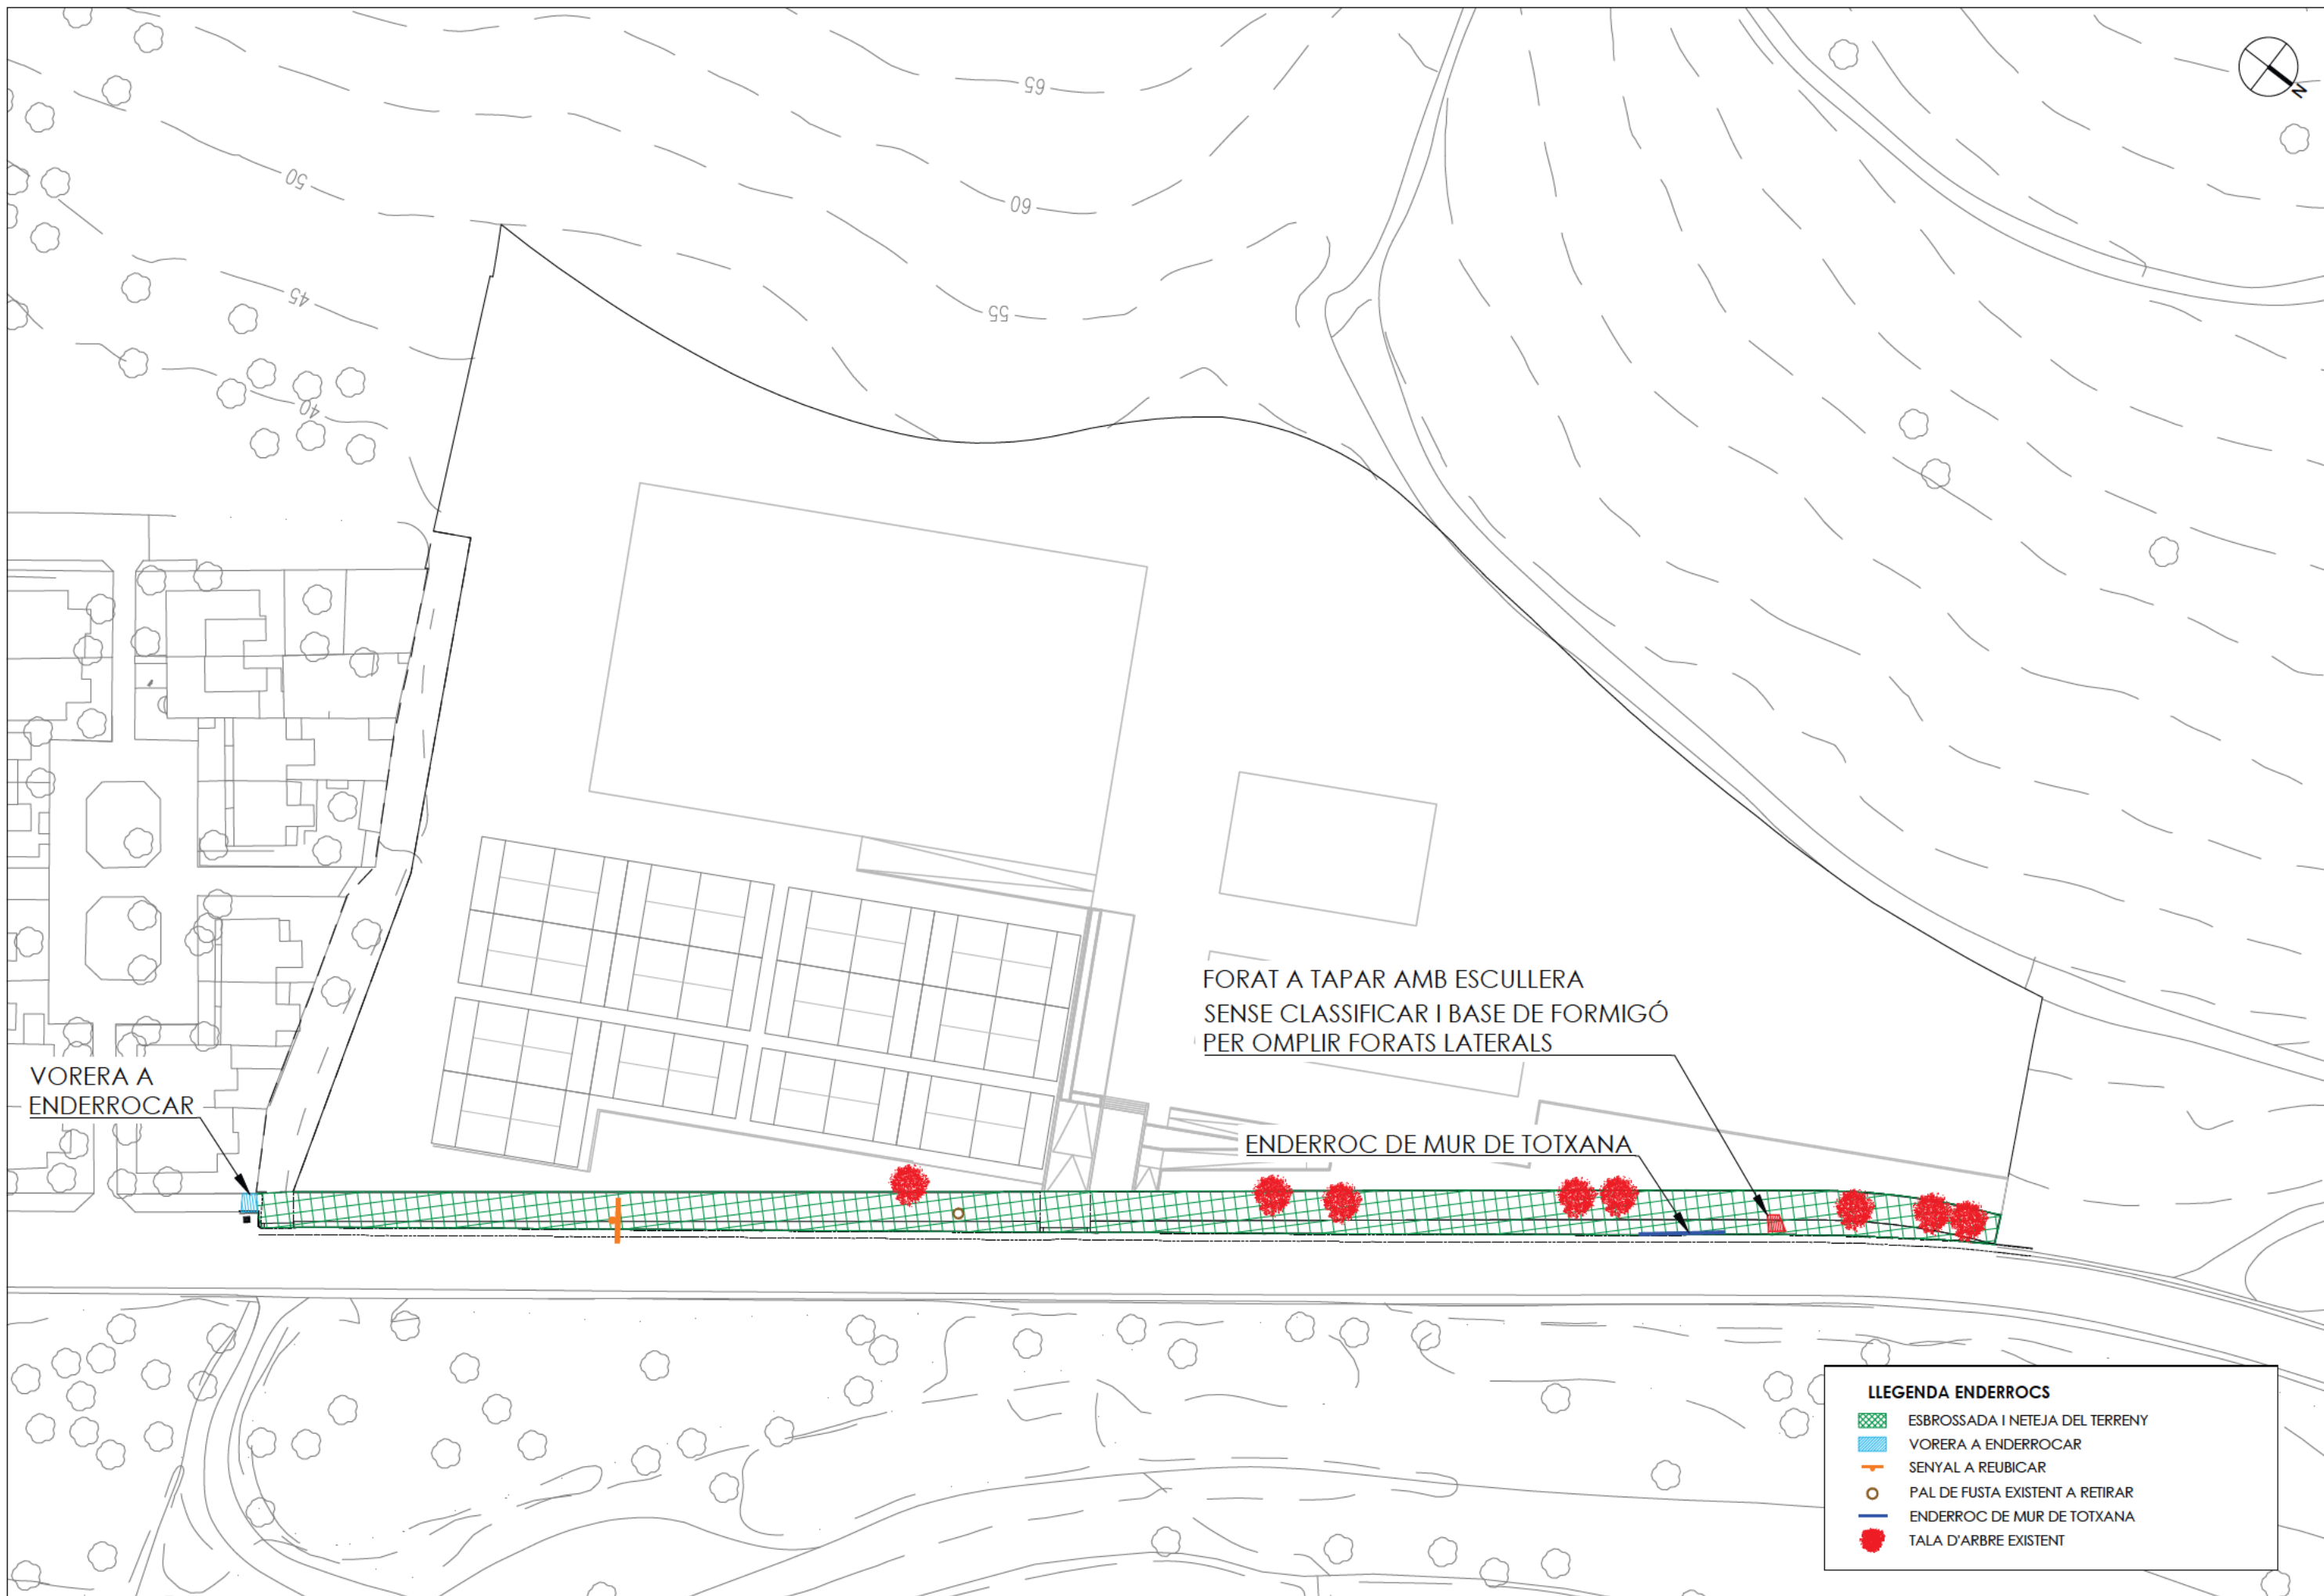 N
65
60
55
50
45
40
FORAT A TAPAR AMB ESCULLERA
SENSE CLASSIFICAR I BASE DE FORMIGÓ
PER OMPLIR FORATS LATERALS
VORERA A
ENDERROCAR
ENDERROC DE MUR DE TOTXANA
LLEGENDA ENDERROCS
ESBROSSADA I NETEJA DEL TERRENY
VORERA A ENDERROCAR
SENYAL A REUBICAR
PAL DE FUSTA EXISTENT A RETIRAR
ENDERROC DE MUR DE TOTXANA
TALA D'ARBRE EXISTENT